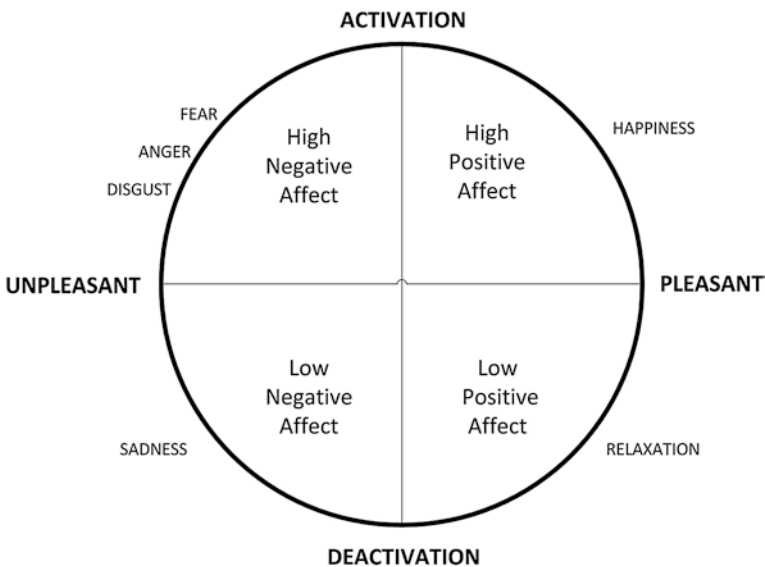 ACTIVATION
FEAR
ANGER
DISGUST
High
Negative
Affect
High
Positive
Affect
HAPPINESS
UNPLEASANT
PLEASANT
Low
Negative
Affect
Low
Positive
Affect
SADNESS
RELAXATION
DEACTIVATION